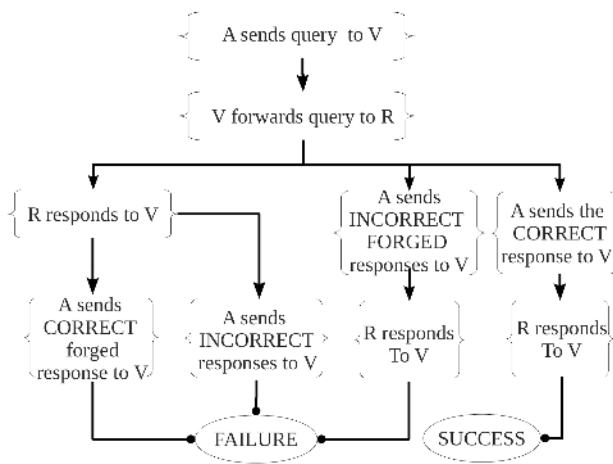 A sends query to V
V forwards query to R
R responds to V
A sends
INCORRECT
FORGED
responses to V
A sends the
CORRECT
response to V
A sends
CORRECT
forged
response to V
A sends
INCORRECT
responses to V
R responds
To V
R responds
To V
FAILURE
SUCCESS